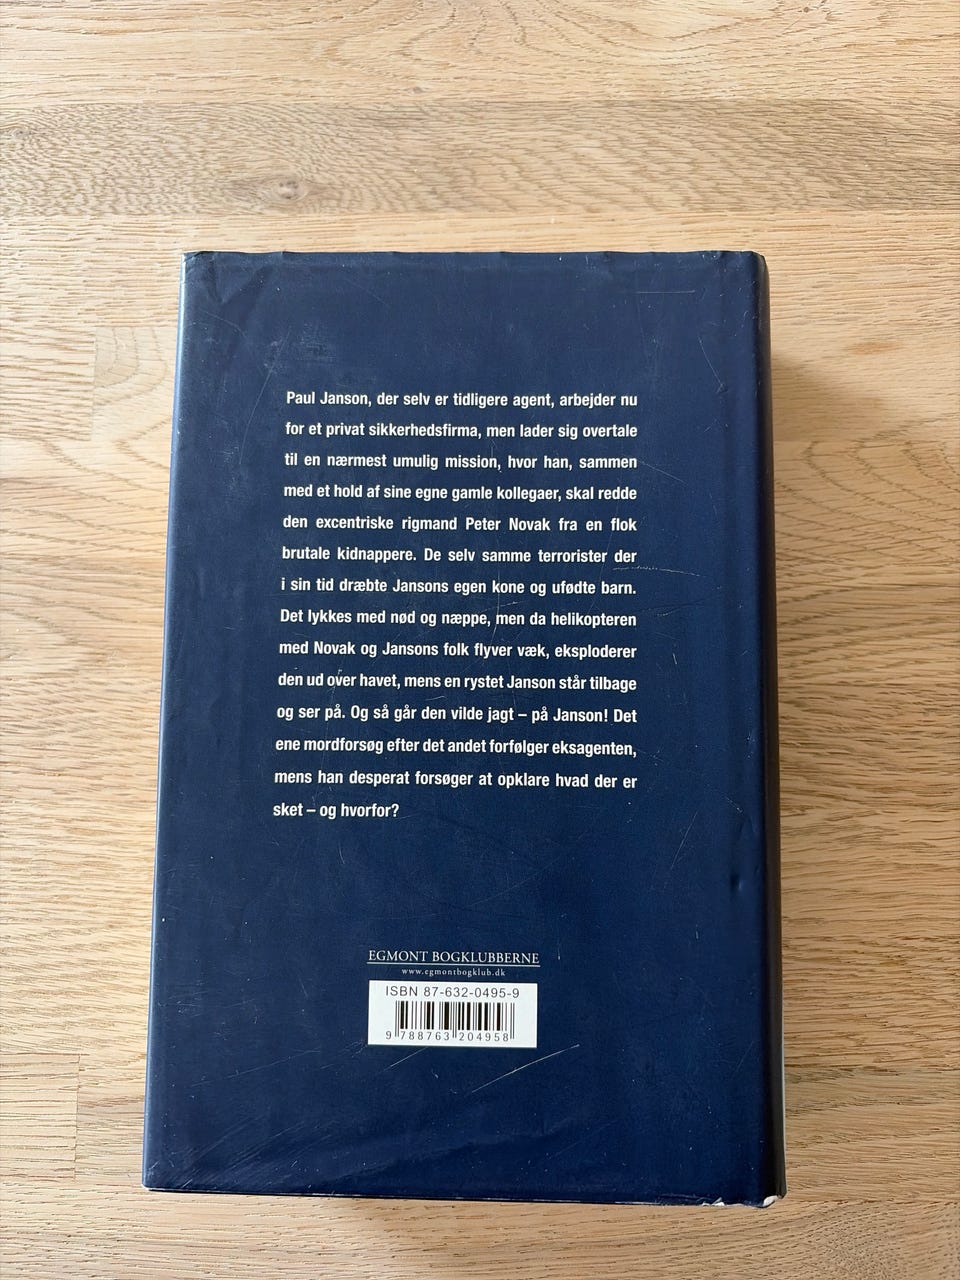 Paul Janson, der selv er tidligere agent, arbejder nu
for et privat sikkerhedsfirma, men lader sig overtale
til en nærmest umulig mission, hvor han, sammen
med et hold af sine egne gamle kollegaer, skal redde
den excentriske rigmand Peter Novak fra en flok
brutale kidnappere. De selv samme terrorister der
i sin tid dræbte Jansons egen kone og ufødte barn.
Det lykkes med nød og næppe, men da helikopteren
med Novak og Jansons folk flyver væk, eksploderer
den ud over havet, mens en rystet Janson står tilbage
og ser på. Og så går den vilde jagt – på Janson! Det
ene mordforsøg efter det andet forfølger eksagenten,
mens han desperat forsøger at opklare hvad der er
sket – og hvorfor?
EGMONT BOGKLUBBERNE
www.egmontbogklub.dk
ISBN 87-632-0495-9
9 788763 204958